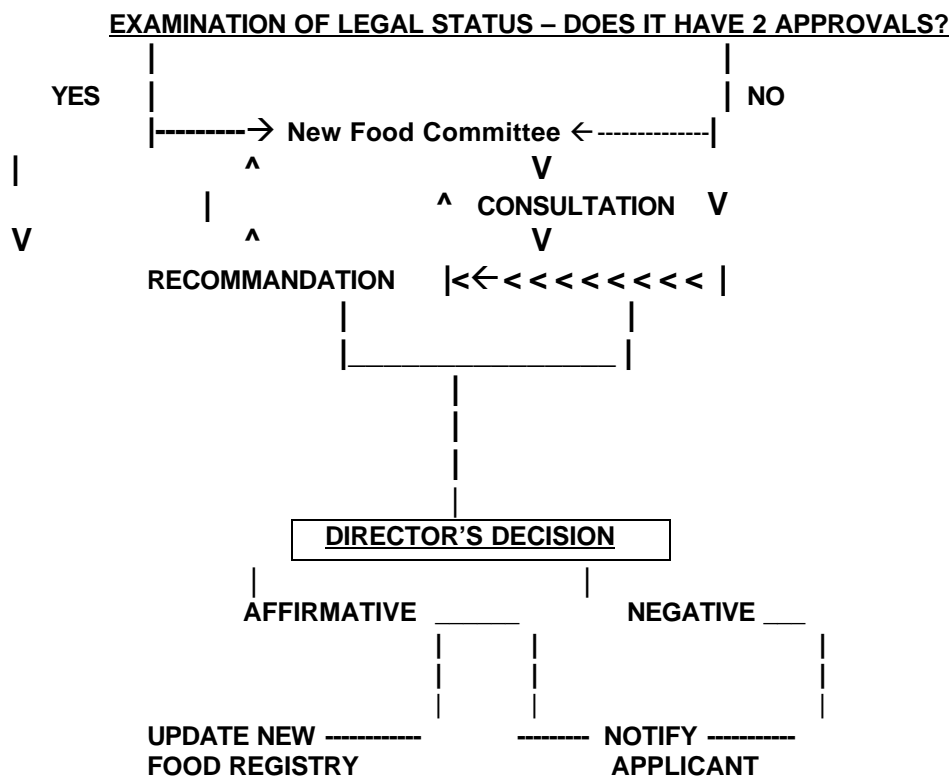 EXAMINATION OF LEGAL STATUS – DOES IT HAVE 2 APPROVALS?
YES NO
New Food Committee
CONSULTATION
RECOMMANDATION
DIRECTOR'S DECISION
AFFIRMATIVE NEGATIVE
UPDATE NEW NOTIFY
FOOD REGISTRY APPLICANT